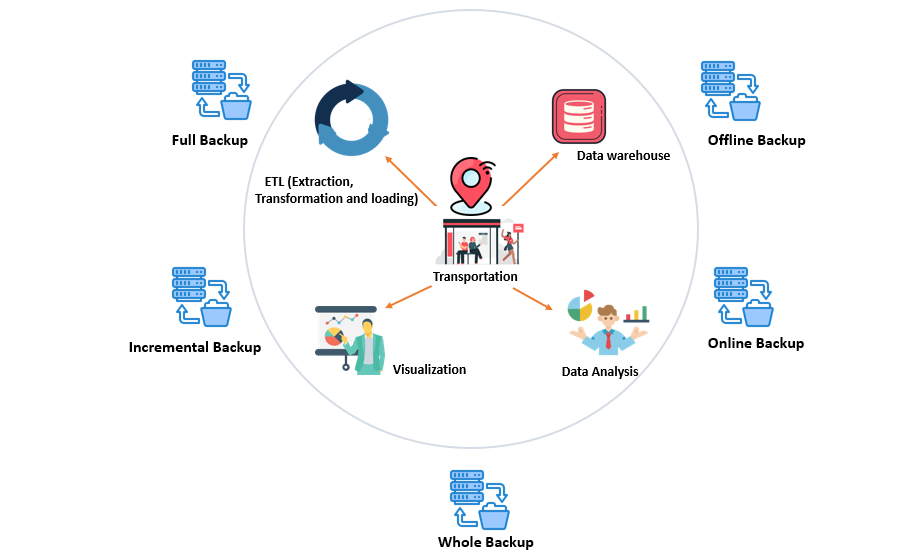 Full Backup
Offline Backup
Data warehouse
ETL (Extraction,
Transformation and loading)
Transportation
Incremental Backup
Online Backup
Visualization
Data Analysis
Whole Backup